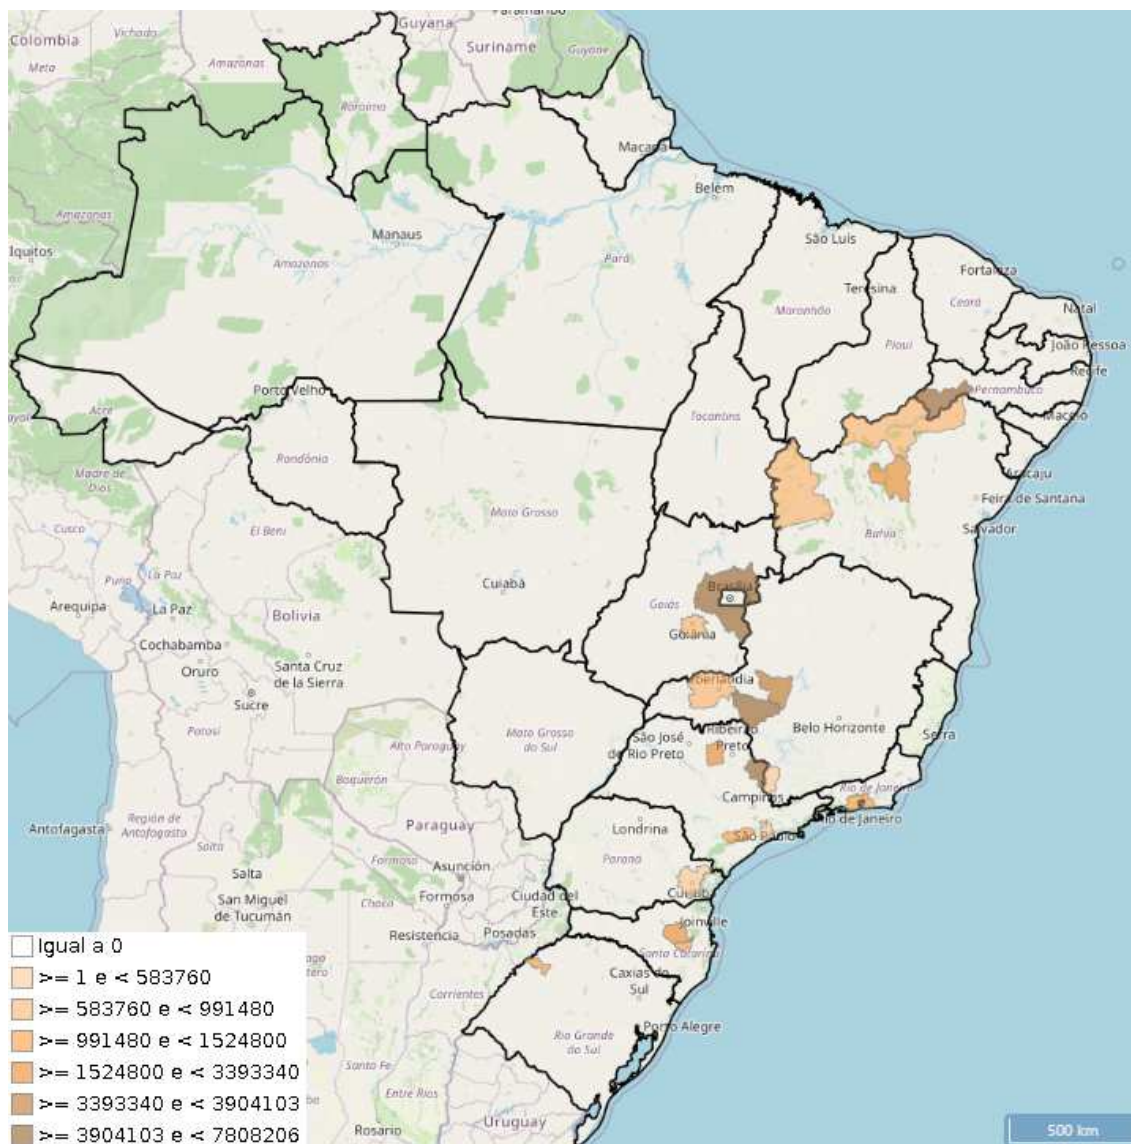 Paramaribo
Guyana
Colombia
Vichada
Suriname
Guyane
Meta
Amazonas
Roraima
Macapá
Belém
Amazonas
Manaus
São Luís
Iquitos
Amazonas
Pará
Fortaleza
Teresina
Ceará
Maranhão
Natal
Piauí
João Pessoa
Recife
Porto Velho
Pernambuco
Acre
Tocantins
Maceió
Rondônia
Aracaju
Madre de
Dios
Feira de Santana
Mato Grosso
Cusco
El Beni
Bahia
Salvador
Puno
La Paz
Cuiabá
Brasília
Arequipa
La Paz
Goiás
Bolivia
Goiânia
Cochabamba
Oruro
Santa Cruz
de la Sierra
Uberlândia
Sucre
Belo Horizonte
Potosí
Mato Grosso
do Sul
São José
do Rio Preto
Ribeirão
Preto
Serra
Alto Paraguay
Boquerón
Rio de Janeiro
Campinas
Antofagasta
Región de
Antofagasta
Paraguay
Rio de Janeiro
Londrina
São Paulo
Salta
Paraná
Formosa
Asunción
Salta
Chaco
Formosa
Ciudad del
Este
Curitiba
San Miguel
de Tucumán
Joinville
Resistencia
Posadas
Santa Catarina
Igual a 0
>= 1 e < 583760
>= 583760 e < 991480
>= 991480 e < 1524800
>= 1524800 e < 3393340
>= 3393340 e < 3904103
>= 3904103 e < 7808206
Caxias do
Sul
Corrientes
Porto Alegre
Rio Grande
do Sul
Santa Fe
Entre Ríos
Uruguay
Rosario
500 km